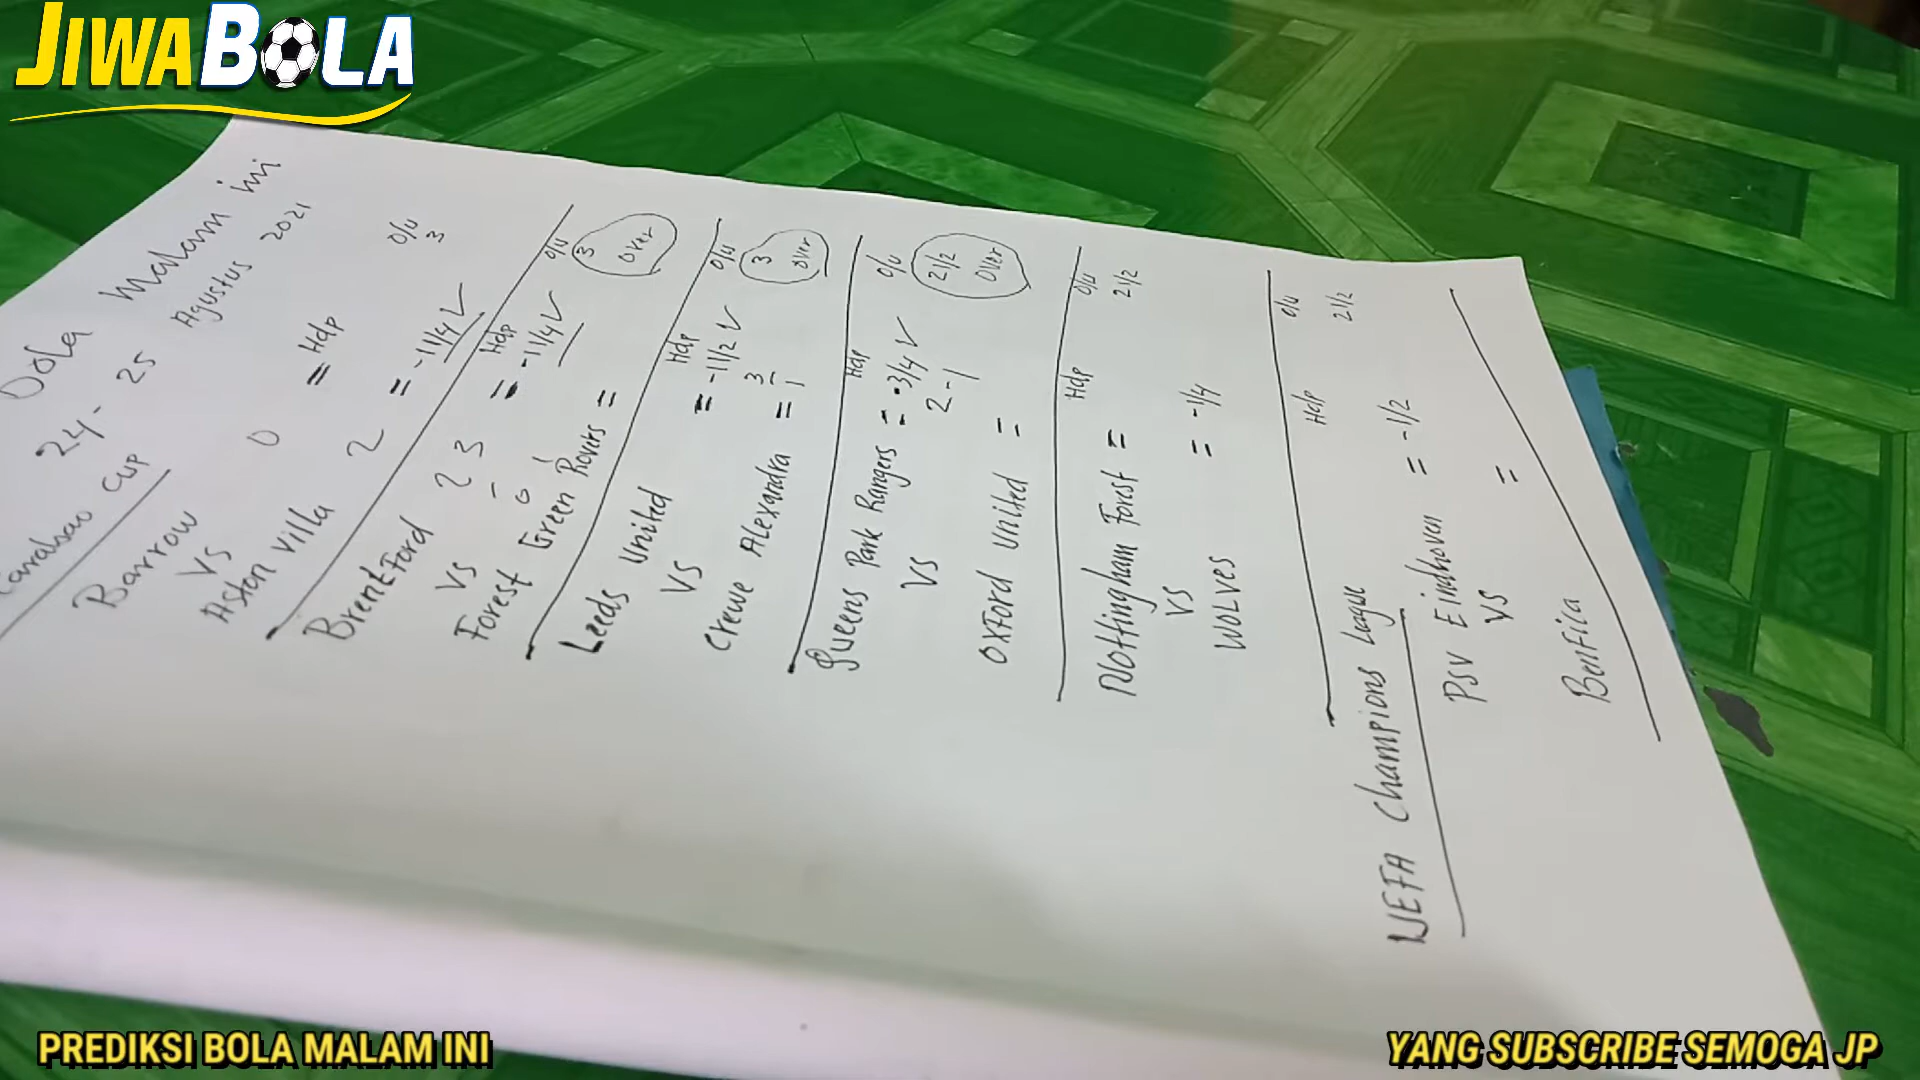 JIWABOLA
Bola Malam ini
24 - 25 Agustus 2021
Carabao CUP
= Hdp O/U
Barrow 0 3
VS
Aston Villa 2 = -1 1/4 V
Hdp O/U
BrentFord 2 3 = -1 1/4 V 3 over
VS - -
Forest Green Rovers 0 1 =
Hdp O/U
Leeds United = -1 1/2 V 3 over
VS 3 -
Crewe Alexandra = 1
Hdp O/U
Queens Park Rangers = -3/4 V 2 1/2 over
VS 2 - 1
OxFord United =
Hdp O/U
Nottingham Forest = 2 1/2
VS
WOLVes = -1/4
UEFA Champions League
Hdp O/U
PSV Eindhoven = -1/2 2 1/2
VS
BenFica =
PREDIKSI BOLA MALAM INI
YANG SUBSCRIBE SEMOGA JP